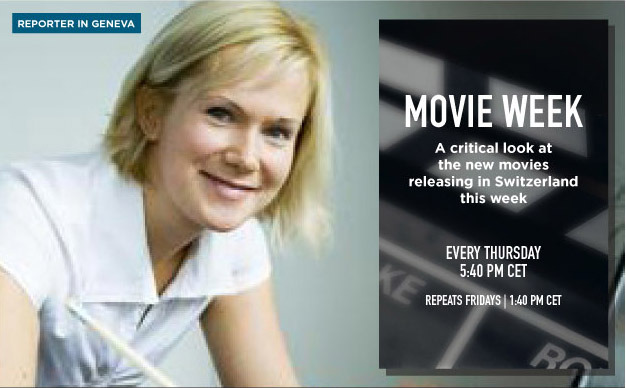 REPORTER IN GENEVA
MOVIE WEEK
A critical look at
the new movies
releasing in Switzerland
this week
EVERY THURSDAY
5:40 PM CET
REPEATS FRIDAYS | 1:40 PM CET